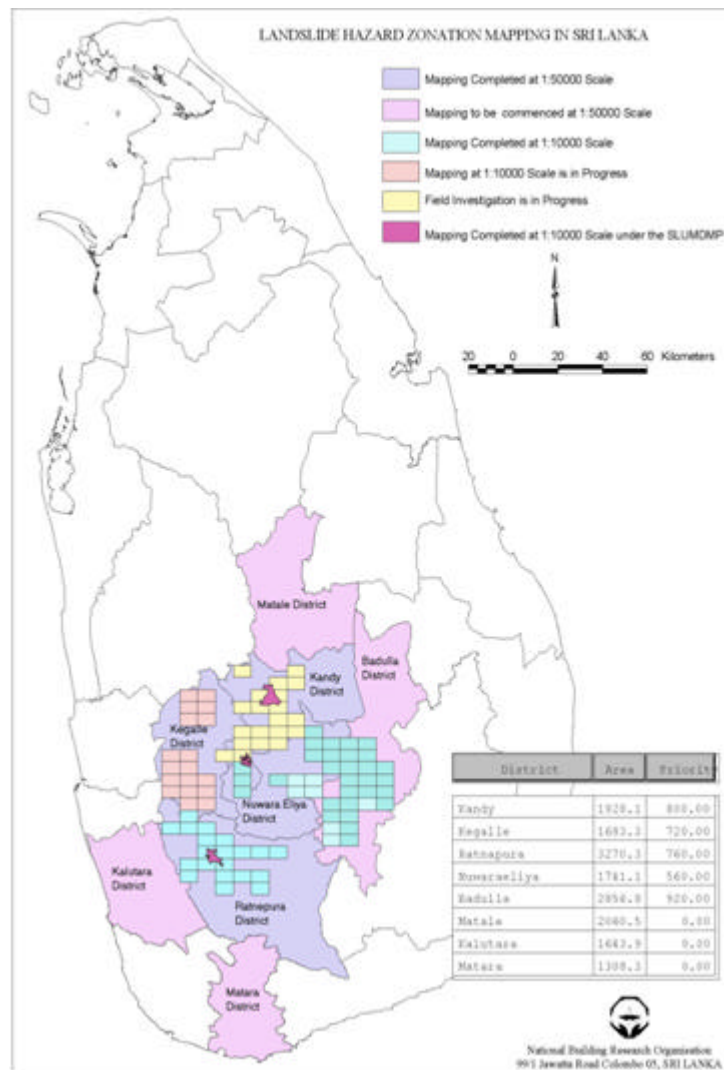 LANDSLIDE HAZARD ZONATION MAPPING IN SRI LANKA
Mapping Completed at 1:50000 Scale
Mapping to be commenced at 1:50000 Scale
Mapping Completed at 1:10000 Scale
Mapping at 1:10000 Scale is in Progress
Field Investigation is in Progress
Mapping Completed at 1:10000 Scale under the SLUMDMP
N
20 0 20 40 60 Kilometers
Matale District
Kandy
District
Badulla
District
Kegalle
District
Nuwara Eliya
District
Kalutara
District
Ratnepura
District
Matara
District
District Area Priority
Kandy 1928.1 800.00
Kegalle 1683.3 720.00
Ratnapura 3270.3 760.00
Nuwaraeliya 1741.1 560.00
Badulla 2856.8 920.00
Matale 2060.5 0.00
Kalutara 1643.9 0.00
Matara 1308.3 0.00
National Building Research Organisation
99/1 Jawatta Road Colombo 05, SRI LANKA